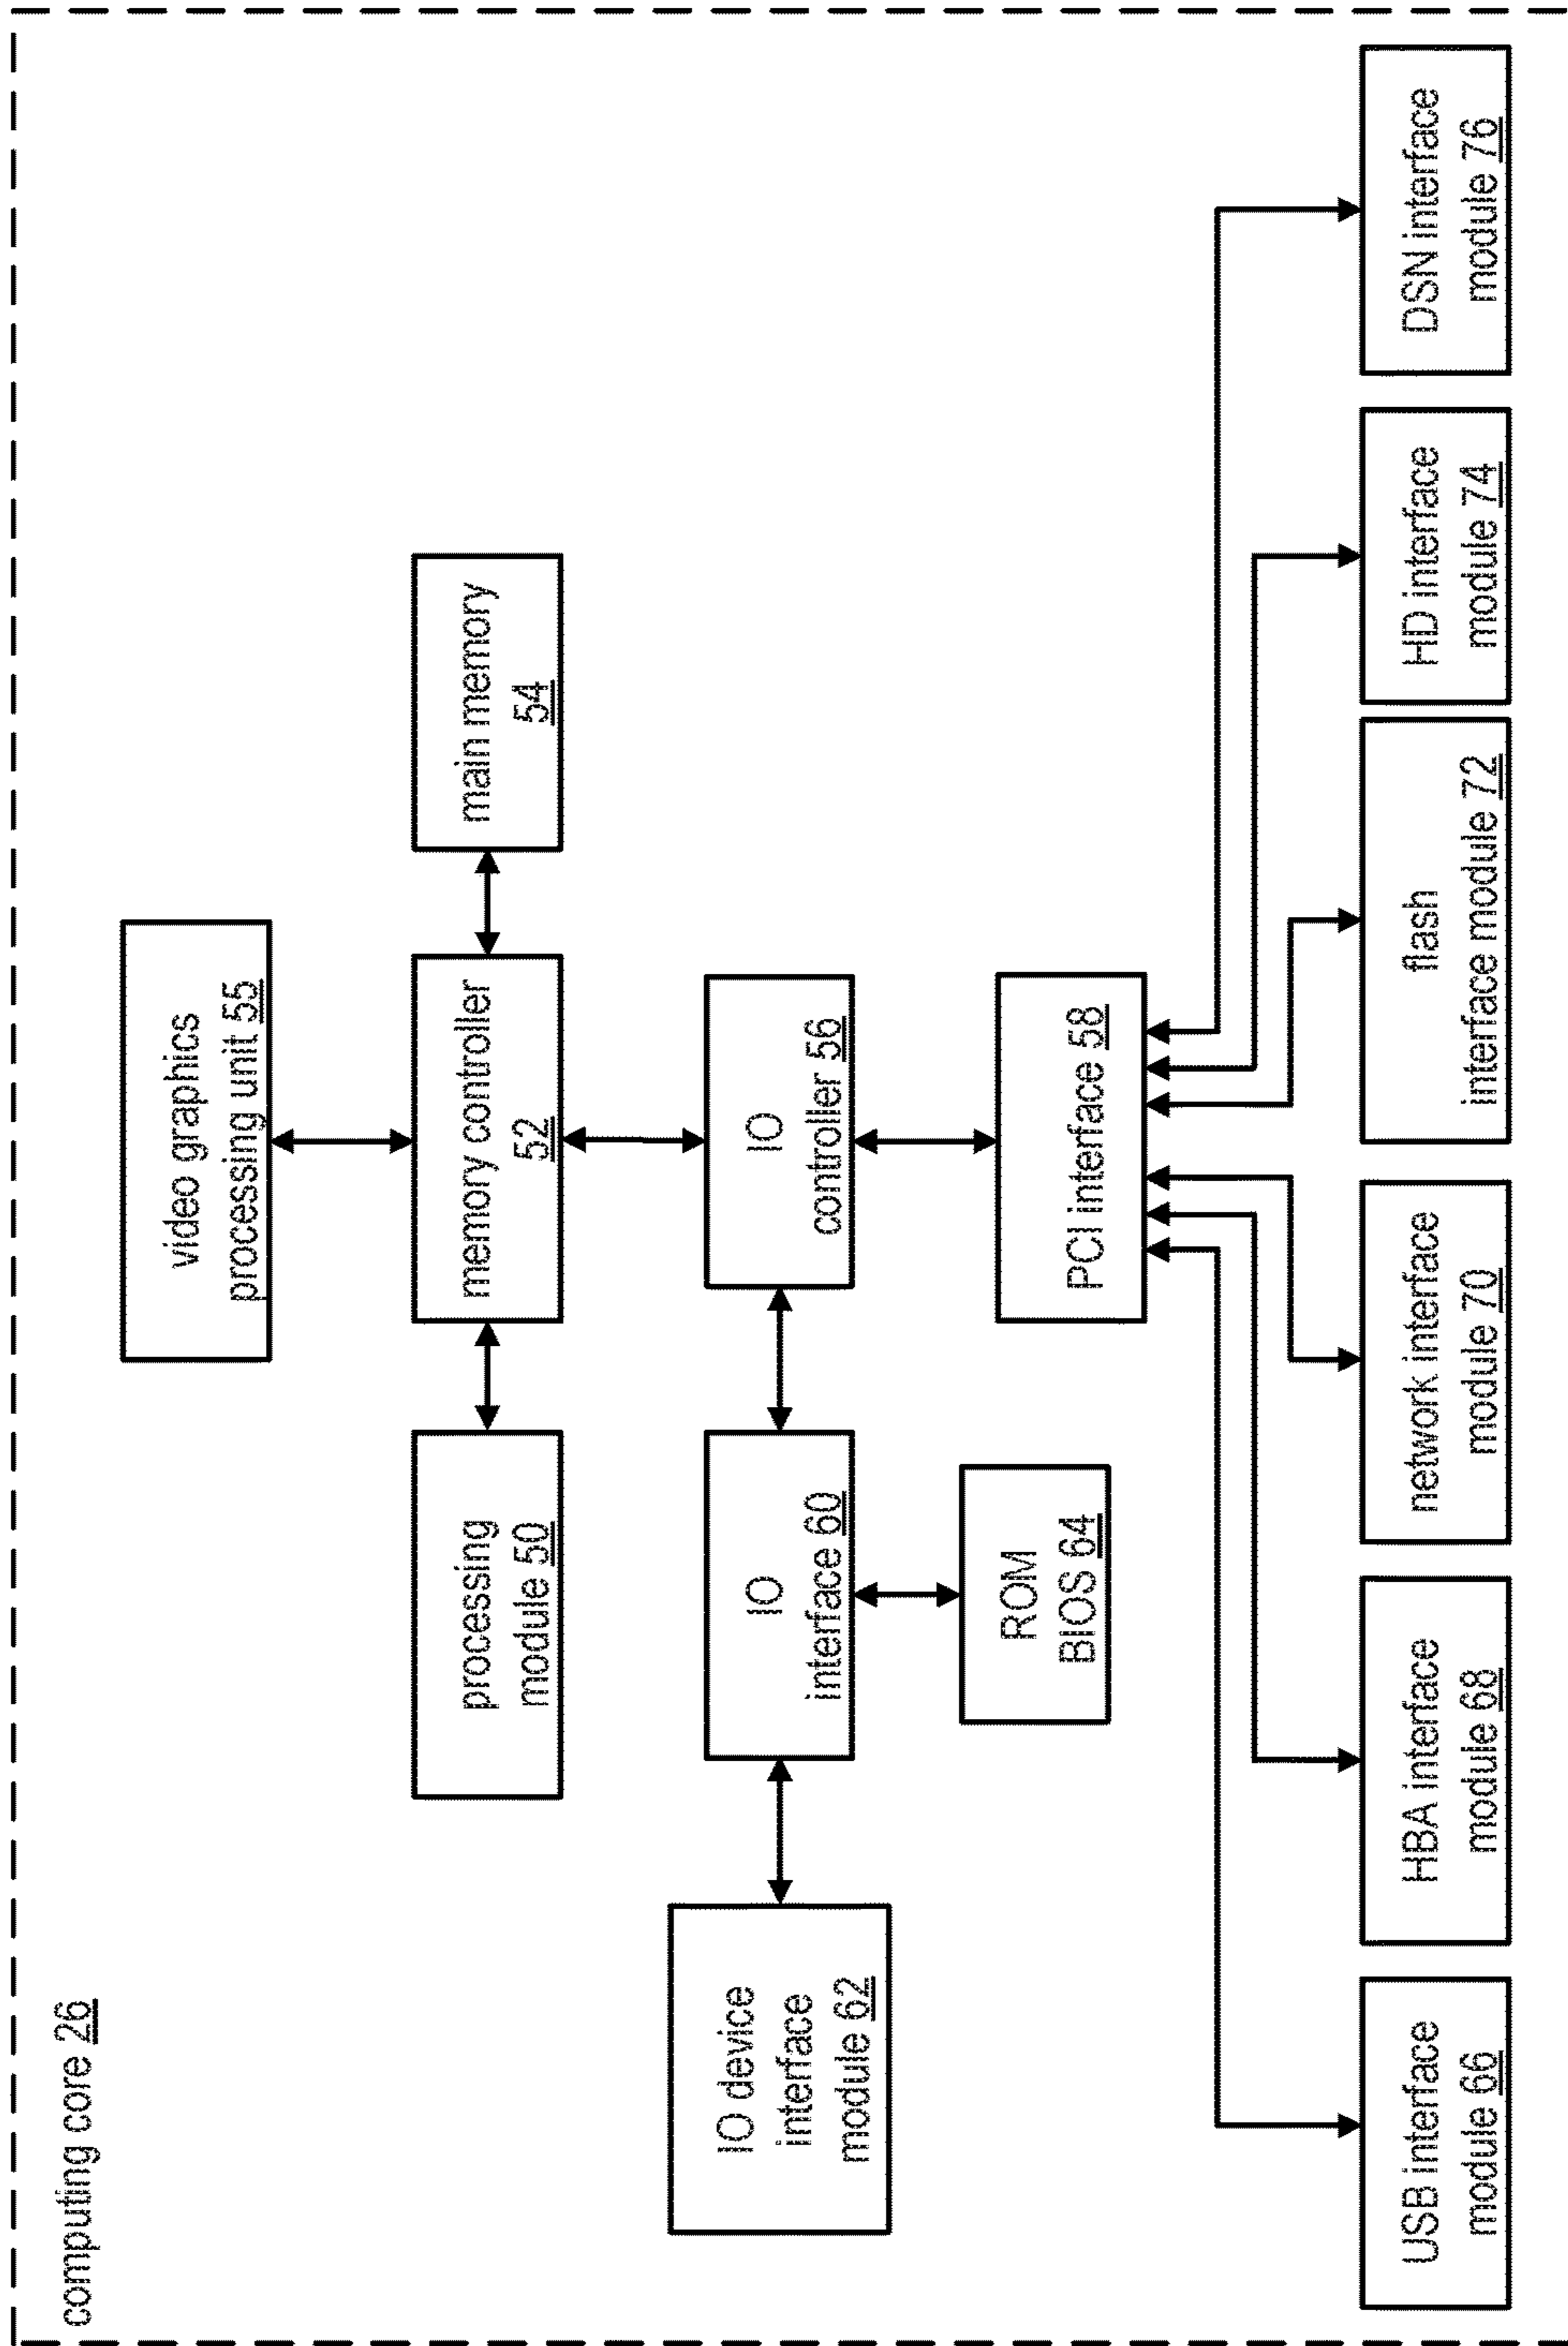 computing core 26
video graphics
processing unit 55
processing
module 50
memory controller
52
main memory
54
IO device
interface
module 62
IO
interface 60
IO
controller 56
ROM
BIOS 64
PCI interface 58
USB interface
module 66
HBA interface
module 68
network interface
module 70
flash
interface module 72
HD interface
module 74
DSN interface
module 76